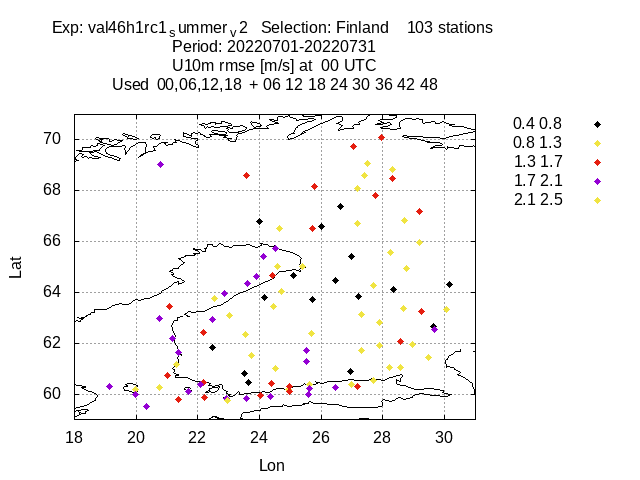 Exp: val46h1rc1summerv2 Selection: Finland 103 stations
Period: 20220701-20220731
U10m rmse [m/s] at 00 UTC
Used 00,06,12,18 + 06 12 18 24 30 36 42 48
0.4 0.8
0.8 1.3
1.3 1.7
1.7 2.1
2.1 2.5
70
68
66
64
62
60
Lat
18 20 22 24 26 28 30
Lon